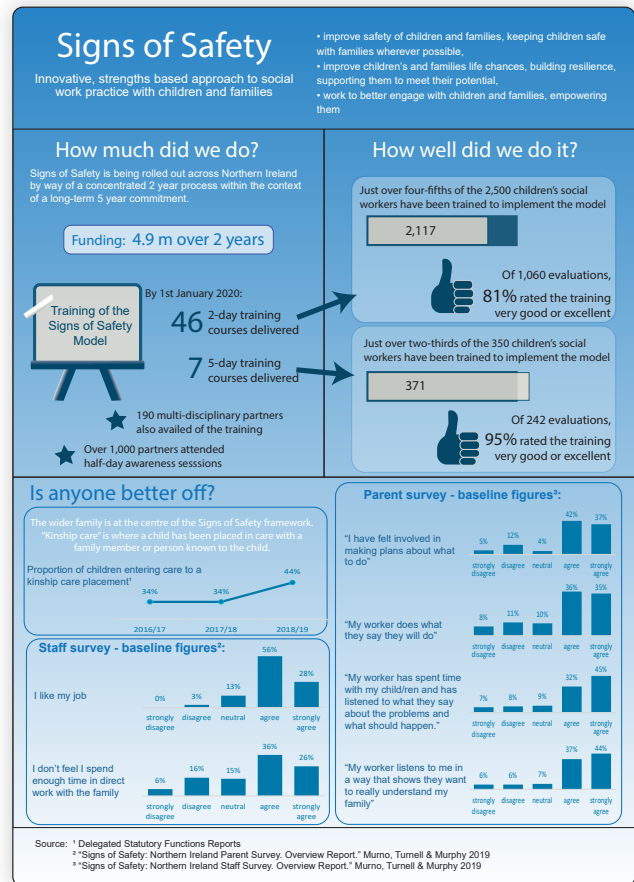 Signs of Safety
Innovative, strengths based approach to social
work practice with children and families
• improve safety of children and families, keeping children safe
with families wherever possible,
• improve children's and families life chances, building resilience,
supporting them to meet their potential,
• work to better engage with children and families, empowering
them
How much did we do?
Signs of Safety is being rolled out across Northern Ireland
by way of a concentrated 2 year process within the context
of a long-term 5 year commitment.
Funding: 4.9 m over 2 years
Training of the
Signs of Safety
Model
By 1st January 2020:
46 2-day training
courses delivered
7 5-day training
courses delivered
190 multi-disciplinary partners
also availed of the training
Over 1,000 partners attended
half-day awareness sesssions
How well did we do it?
Just over four-fifths of the 2,500 children's social
workers have been trained to implement the model
2,117
Of 1,060 evaluations,
81% rated the training
very good or excellent
Just over two-thirds of the 350 children's social
workers have been trained to implement the model
371
Of 242 evaluations,
95% rated the training
very good or excellent
Is anyone better off?
The wider family is at the centre of the Signs of Safety framework.
"Kinship care" is where a child has been placed in care with a
family member or person known to the child.
Proportion of children entering care to a
kinship care placement¹
34% 34% 44%
2016/17 2017/18 2018/19
Staff survey - baseline figures²:
I like my job
0% 3% 13% 56% 28%
strongly disagree neutral agree strongly
disagree agree
I don't feel I spend
enough time in direct
work with the family
6% 16% 15% 36% 26%
strongly disagree neutral agree strongly
disagree agree
Parent survey - baseline figures³:
"I have felt involved in
making plans about what
to do"
5% 12% 4% 42% 37%
strongly disagree neutral agree strongly
disagree agree
"My worker does what
they say they will do"
8% 11% 10% 36% 35%
strongly disagree neutral agree strongly
disagree agree
"My worker has spent time
with my child/ren and has
listened to what they say
about the problems and
what should happen."
7% 8% 9% 32% 45%
strongly disagree neutral agree strongly
disagree agree
"My worker listens to me in
a way that shows they want
to really understand my
family"
6% 6% 7% 37% 44%
strongly disagree neutral agree strongly
disagree agree
Source: ¹ Delegated Statutory Functions Reports
² "Signs of Safety: Northern Ireland Parent Survey. Overview Report." Murno, Turnell & Murphy 2019
³ "Signs of Safety: Northern Ireland Staff Survey. Overview Report." Murno, Turnell & Murphy 2019